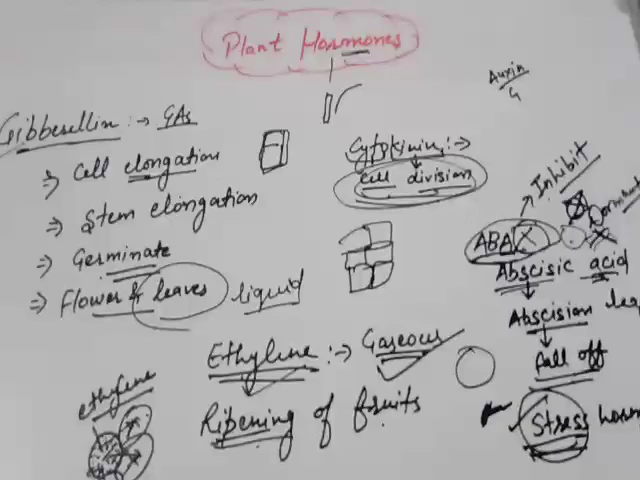 Plant Hormones
Auxin
G
Gibberellin :→ GAs
⇒ Cell elongation
⇒ Stem elongation
⇒ Germinate
⇒ Flower & leaves
liquid
Cytokinin :→
Cell division
Inhibit
ABA
Abscisic acid
Abscision
fall off
Stress
Ethylene :→ Gaseous
Ripening of fruits
ethylene